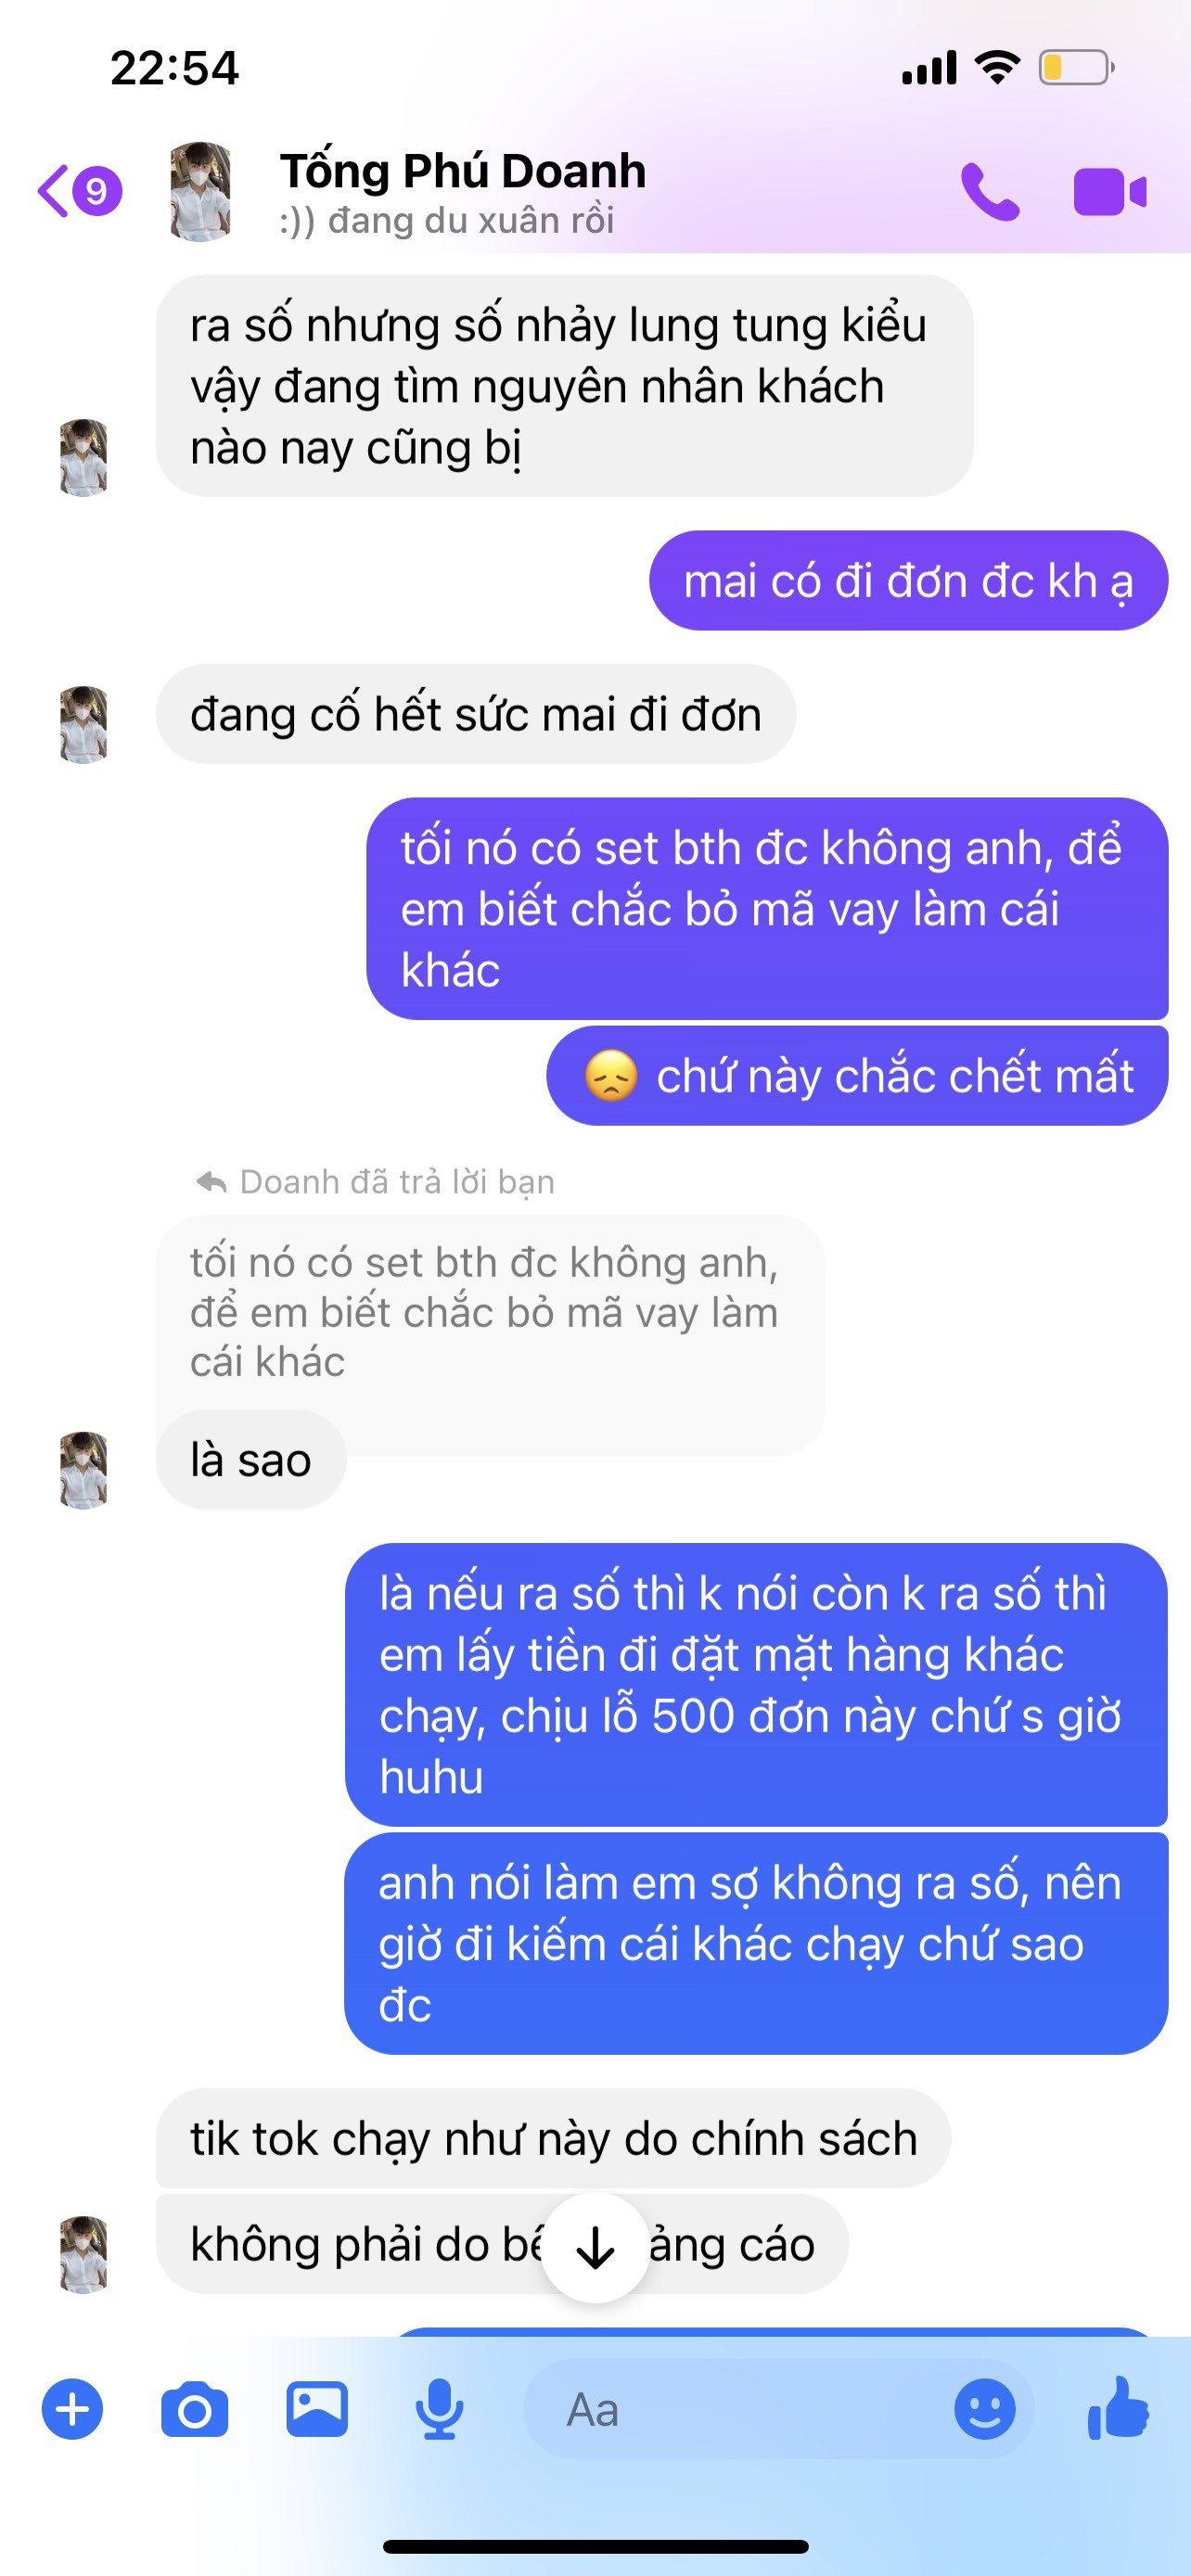 22:54
9
Tống Phú Doanh
:)) đang du xuân rồi
ra số nhưng số nhảy lung tung kiểu
vậy đang tìm nguyên nhân khách
nào nay cũng bị
mai có đi đơn đc kh ạ
đang cố hết sức mai đi đơn
tối nó có set bth đc không anh, để
em biết chắc bỏ mã vay làm cái
khác
😞 chứ này chắc chết mất
Doanh đã trả lời bạn
tối nó có set bth đc không anh,
để em biết chắc bỏ mã vay làm
cái khác
là sao
là nếu ra số thì k nói còn k ra số thì
em lấy tiền đi đặt mặt hàng khác
chạy, chịu lỗ 500 đơn này chứ s giờ
huhu
anh nói làm em sợ không ra số, nên
giờ đi kiếm cái khác chạy chứ sao
đc
tik tok chạy như này do chính sách
không phải do cáo
Aa